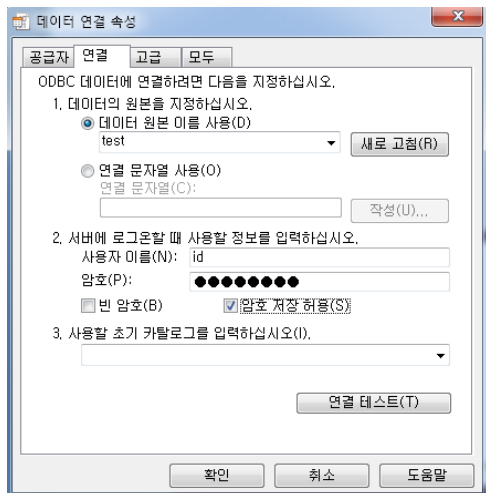 데이터 연결 속성
공급자 연결 고급 모두
ODBC 데이터에 연결하려면 다음을 지정하십시오.
1. 데이터의 원본을 지정하십시오.
데이터 원본 이름 사용(D)
test 새로 고침(R)
연결 문자열 사용(O)
연결 문자열(C):
작성(U)...
2. 서버에 로그온할 때 사용할 정보를 입력하십시오.
사용자 이름(N): id
암호(P): ●●●●●●●●
빈 암호(B) 암호 저장 허용(S)
3. 사용할 초기 카탈로그를 입력하십시오(I).
연결 테스트(T)
확인 취소 도움말